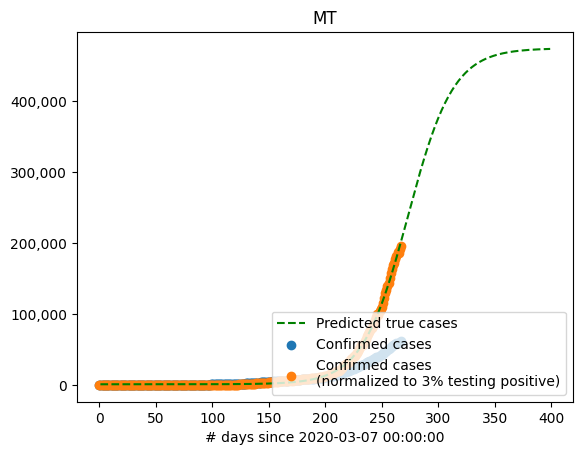 MT
400,000
300,000
200,000
100,000
0
Predicted true cases
Confirmed cases
Confirmed cases
(normalized to 3% testing positive)
0 50 100 150 200 250 300 350 400
# days since 2020-03-07 00:00:00